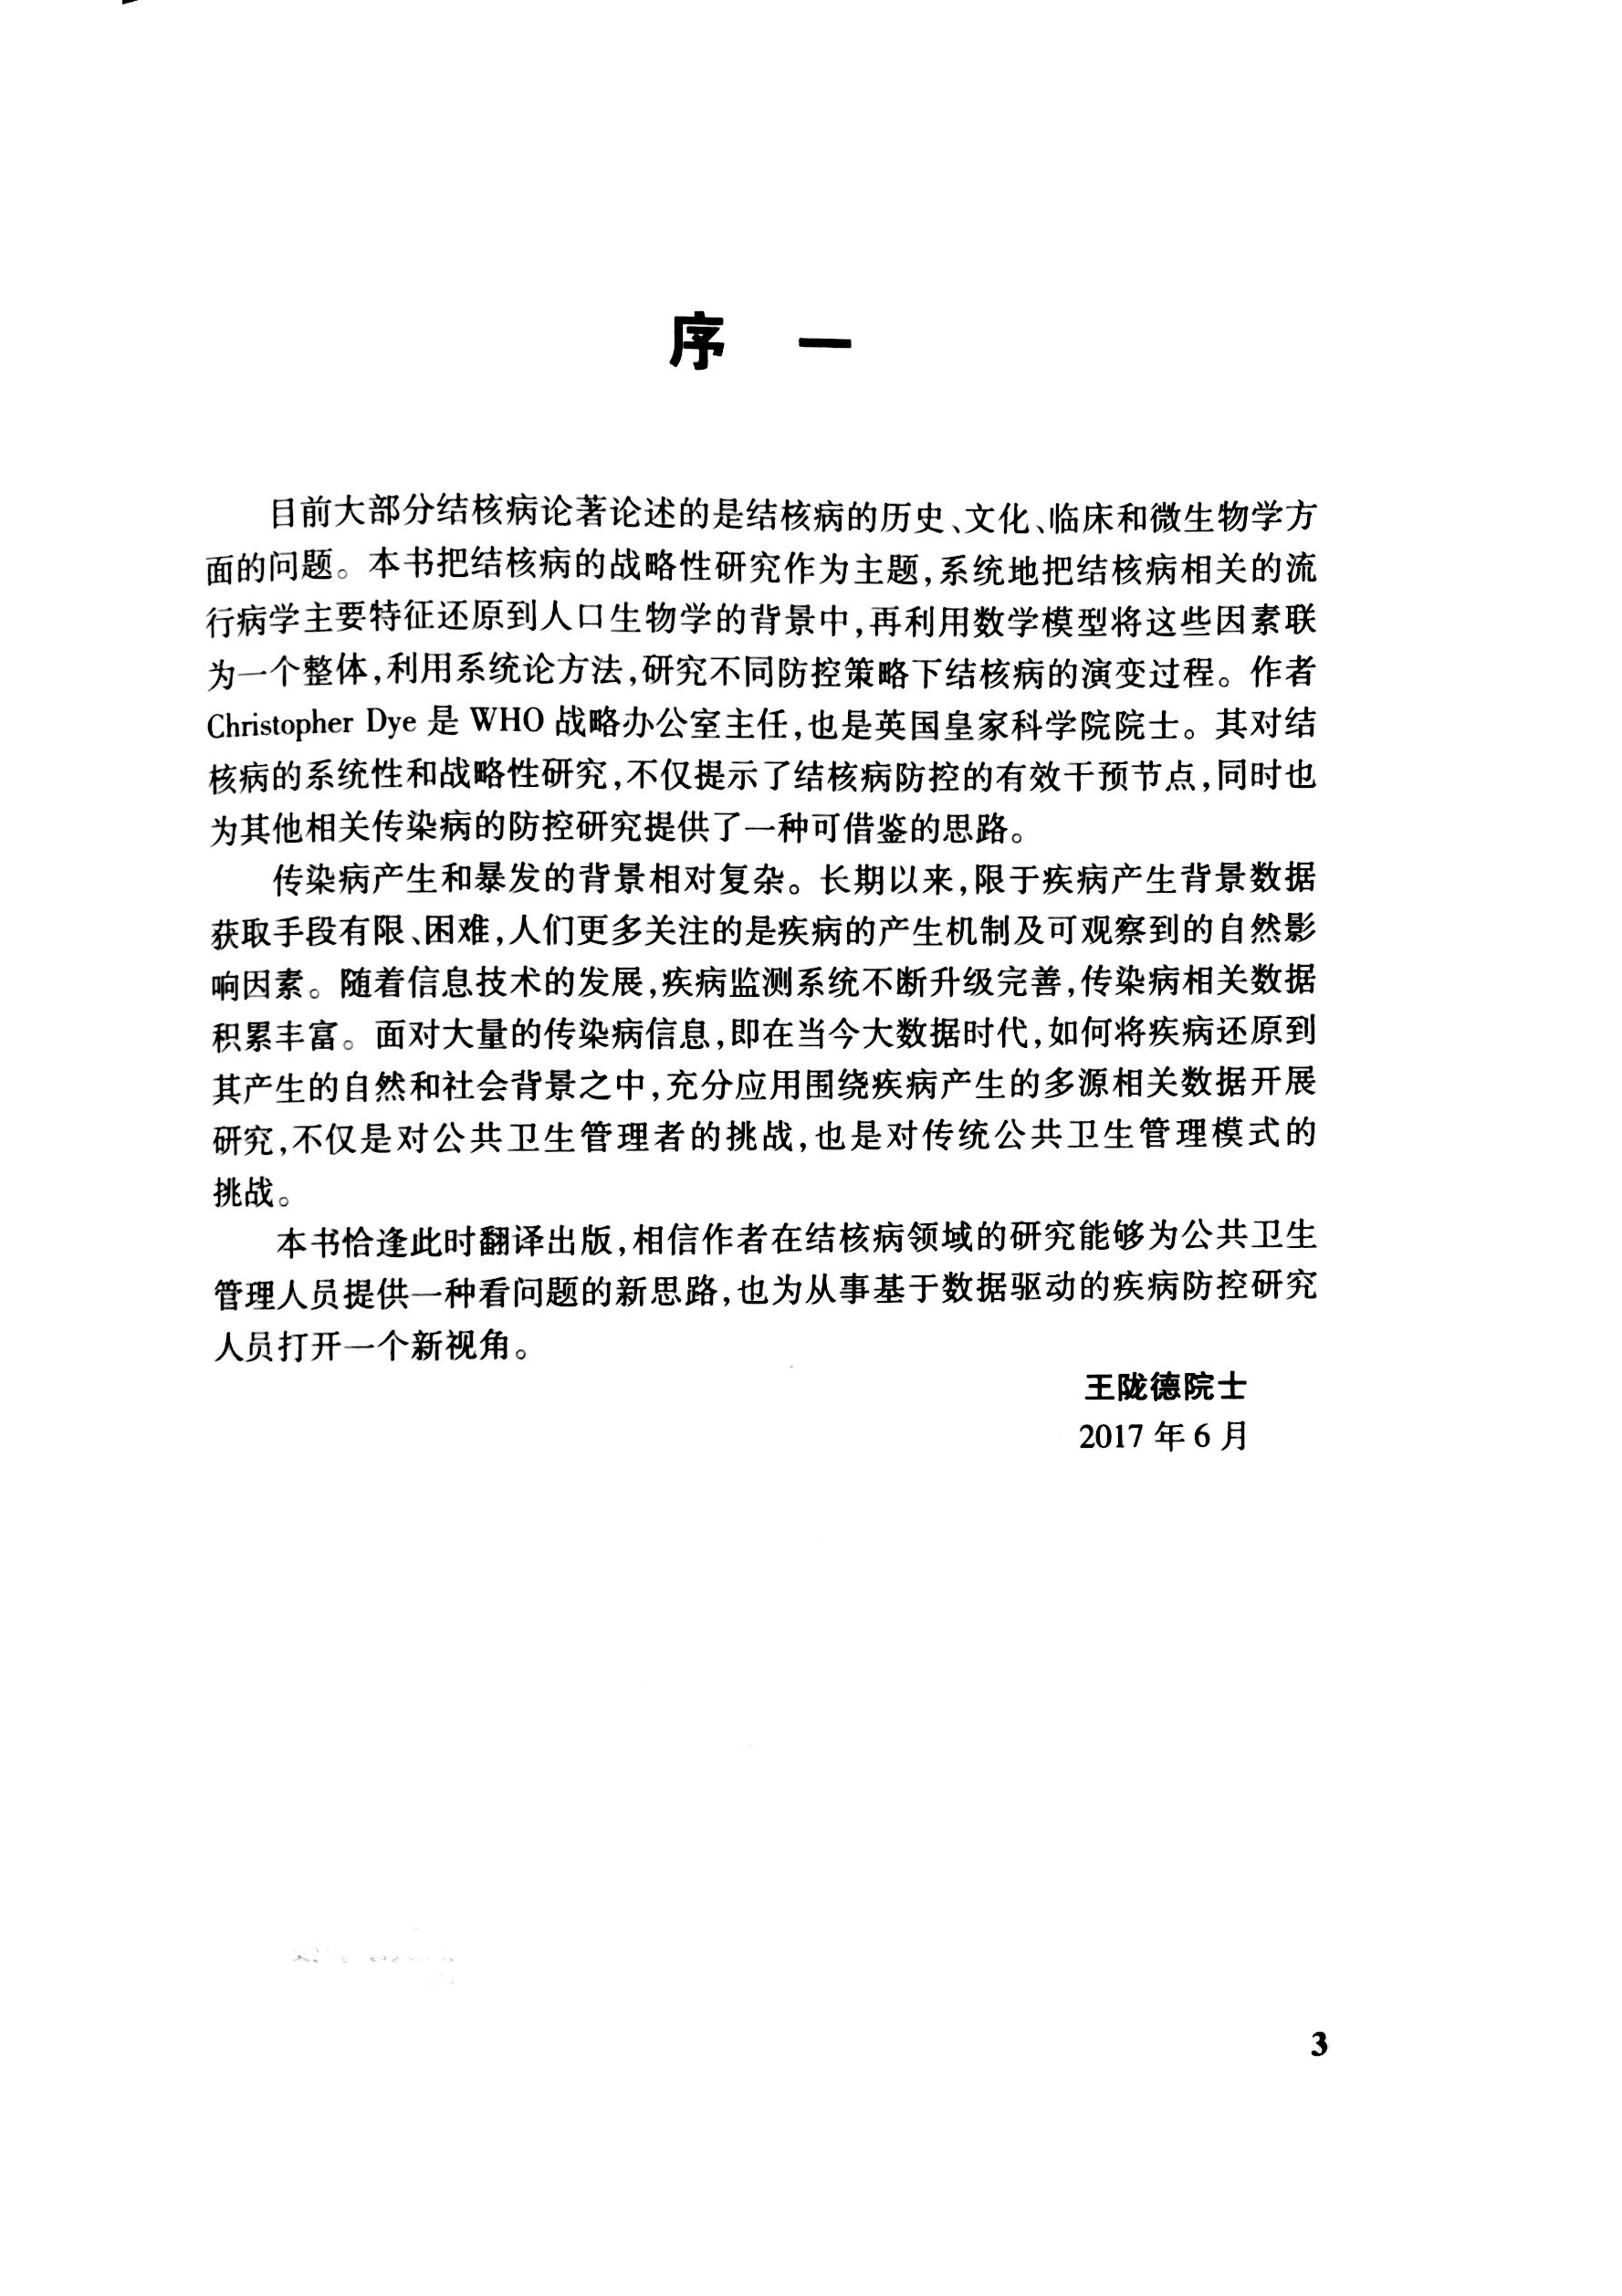 序 一
目前大部分结核病论著论述的是结核病的历史、文化、临床和微生物学方
面的问题。本书把结核病的战略性研究作为主题,系统地把结核病相关的流
行病学主要特征还原到人口生物学的背景中,再利用数学模型将这些因素联
为一个整体,利用系统论方法,研究不同防控策略下结核病的演变过程。作者
Christopher Dye 是 WHO 战略办公室主任,也是英国皇家科学院院士。其对结
核病的系统性和战略性研究,不仅提示了结核病防控的有效干预节点,同时也
为其他相关传染病的防控研究提供了一种可借鉴的思路。
传染病产生和暴发的背景相对复杂。长期以来,限于疾病产生背景数据
获取手段有限、困难,人们更多关注的是疾病的产生机制及可观察到的自然影
响因素。随着信息技术的发展,疾病监测系统不断升级完善,传染病相关数据
积累丰富。面对大量的传染病信息,即在当今大数据时代,如何将疾病还原到
其产生的自然和社会背景之中,充分应用围绕疾病产生的多源相关数据开展
研究,不仅是对公共卫生管理者的挑战,也是对传统公共卫生管理模式的
挑战。
本书恰逢此时翻译出版,相信作者在结核病领域的研究能够为公共卫生
管理人员提供一种看问题的新思路,也为从事基于数据驱动的疾病防控研究
人员打开一个新视角。
王陇德院士
2017 年 6 月
3